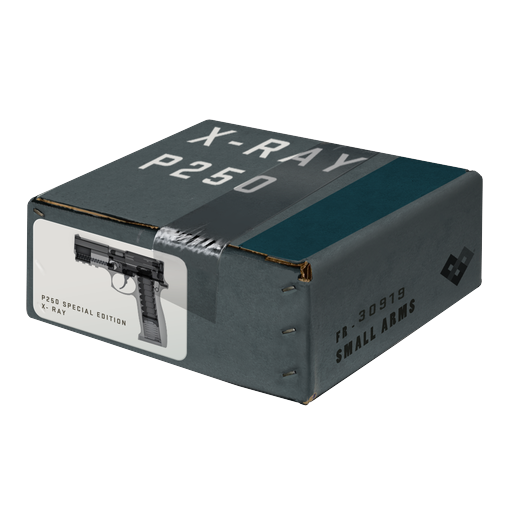 X-RAY
P250
P250 SPECIAL EDITION
X- RAY
FR. 30919
SMALL ARMS